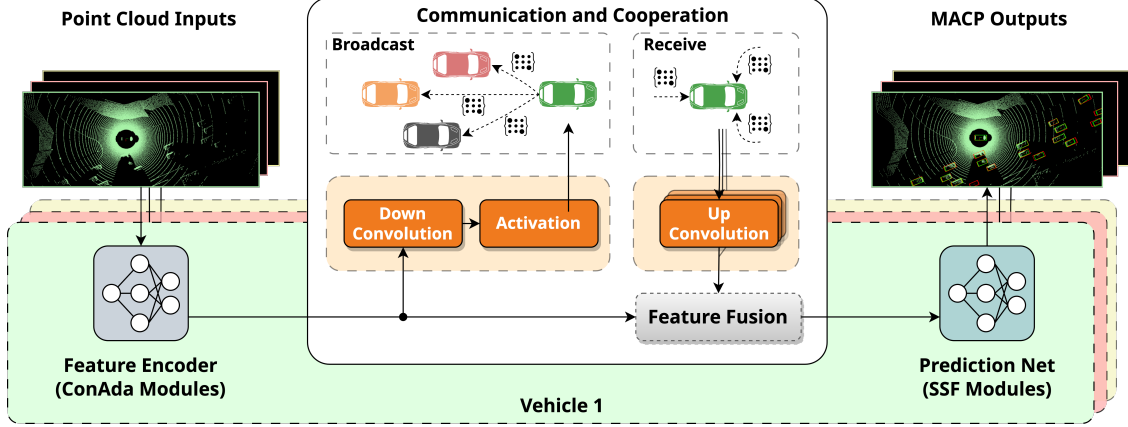 Point Cloud Inputs
Communication and Cooperation
MACP Outputs
Broadcast
Receive
Down
Convolution
Activation
Up
Convolution
Feature Fusion
Feature Encoder
(ConAda Modules)
Prediction Net
(SSF Modules)
Vehicle 1